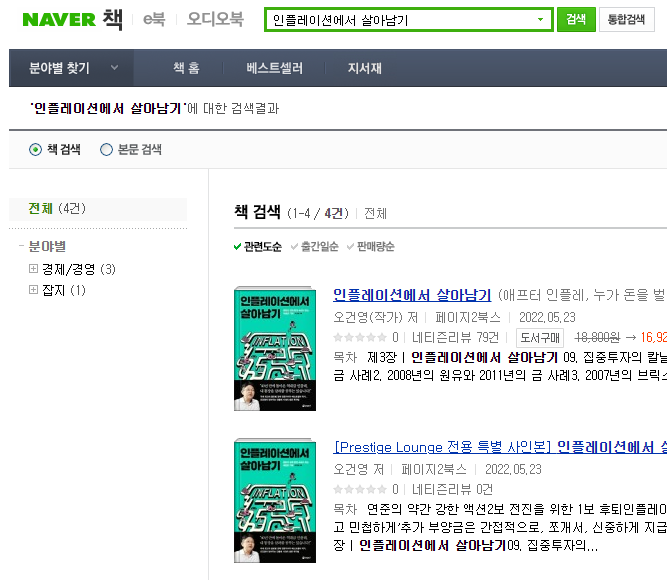 NAVER 책 e북 오디오북 인플레이션에서 살아남기 검색 통합검색
분야별 찾기 책 홈 베스트셀러 지서재
'인플레이션에서 살아남기'에 대한 검색결과
책 검색 본문 검색
전체 (4건)
분야별
경제/경영 (3)
잡지 (1)
책 검색 (1-4 / 4건) 전체
관련도순 출간일순 판매량순
인플레이션에서
살아남기
INFLATION
인플레이션에서 살아남기 (애프터 인플레, 누가 돈을 벌
오건영(작가) 저 | 페이지2북스 | 2022.05.23
0 | 네티즌리뷰 79건 | 도서구매 18,800원 → 16,92
목차 제3장 | 인플레이션에서 살아남기 09. 집중투자의 칼날
금 사례2. 2008년의 원유와 2011년의 금 사례3. 2007년의 브릭스
인플레이션에서
살아남기
INFLATION
[Prestige Lounge 전용 특별 사인본] 인플레이션에서 살
오건영 저 | 페이지2북스 | 2022.05.23
0 | 네티즌리뷰 0건
목차 연준의 약간 강한 액션2보 전진을 위한 1보 후퇴인플레이
고 민첩하게'추가 부양금은 간접적으로, 쪼개서, 신중하게 지급
장 | 인플레이션에서 살아남기09. 집중투자의...